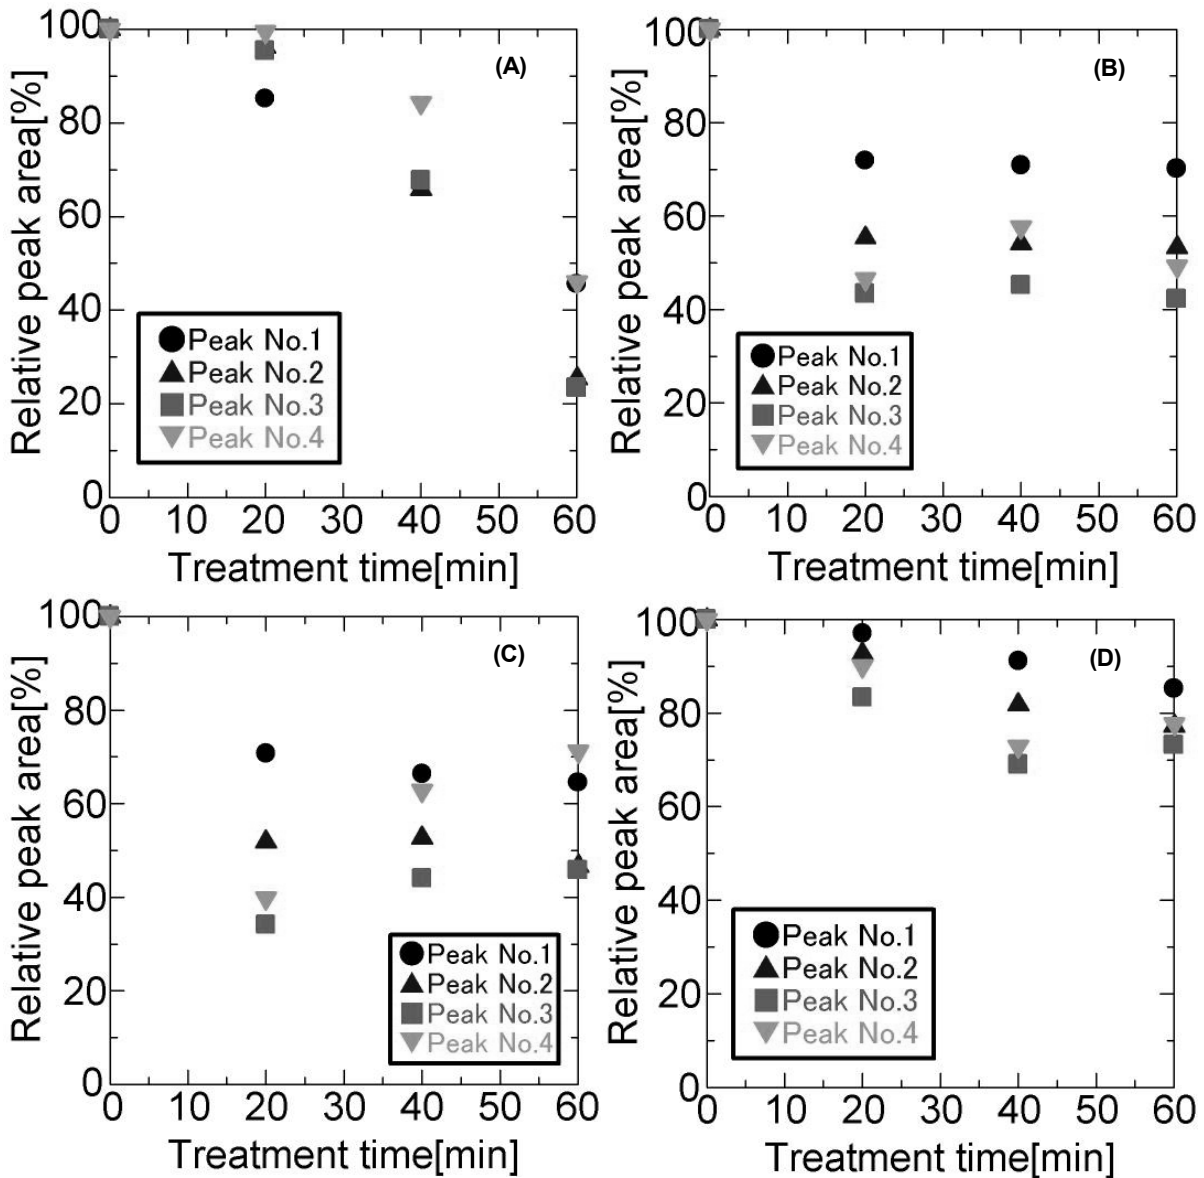 (A)
Relative peak area[%]
100
80
60
40
20
0
Peak No.1
Peak No.2
Peak No.3
Peak No.4
0 10 20 30 40 50 60
Treatment time[min]
(B)
Relative peak area[%]
100
80
60
40
20
0
Peak No.1
Peak No.2
Peak No.3
Peak No.4
0 10 20 30 40 50 60
Treatment time[min]
(C)
Relative peak area[%]
100
80
60
40
20
0
Peak No.1
Peak No.2
Peak No.3
Peak No.4
0 10 20 30 40 50 60
Treatment time[min]
(D)
Relative peak area[%]
100
80
60
40
20
0
Peak No.1
Peak No.2
Peak No.3
Peak No.4
0 10 20 30 40 50 60
Treatment time[min]